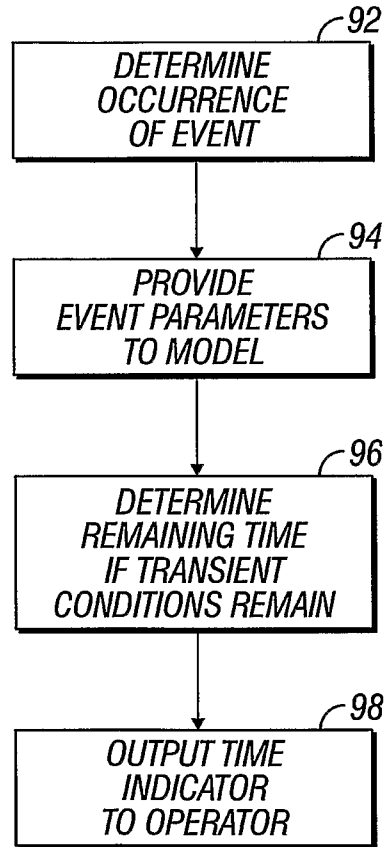 92
DETERMINE
OCCURRENCE
OF EVENT
94
PROVIDE
EVENT PARAMETERS
TO MODEL
96
DETERMINE
REMAINING TIME
IF TRANSIENT
CONDITIONS REMAIN
98
OUTPUT TIME
INDICATOR
TO OPERATOR